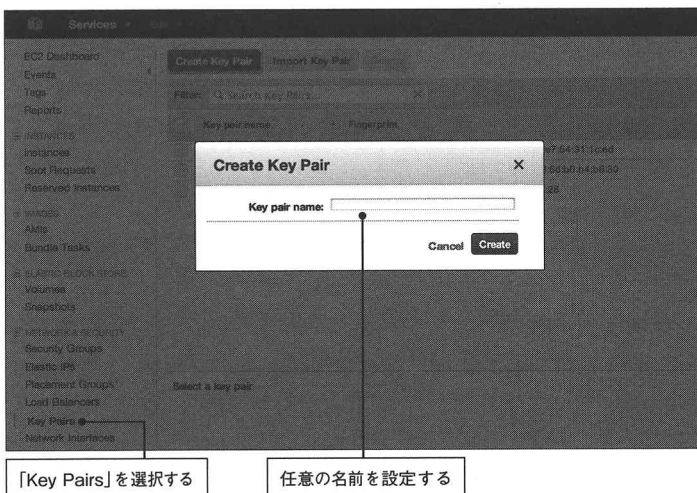 Services
Edit
EC2 Dashboard
Events
Tags
Reports
INSTANCES
Instances
Spot Requests
Reserved Instances
IMAGES
AMIs
Bundle Tasks
ELASTIC BLOCK STORE
Volumes
Snapshots
NETWORK & SECURITY
Security Groups
Elastic IPs
Placement Groups
Load Balancers
Key Pairs
Network Interfaces
Create Key Pair
Import Key Pair
Delete
Filter:
Search Key Pairs...
Key pair name
Fingerprint
Create Key Pair
Key pair name:
Cancel
Create
Select a key pair
「Key Pairs」を選択する
任意の名前を設定する